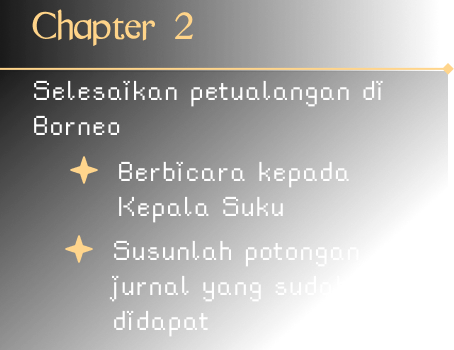 Chapter 2
Selesaikan petualangan di
Borneo
Berbicara kepada
Kepala Suku
Susunlah potongan
jurnal yang sudah
didapat